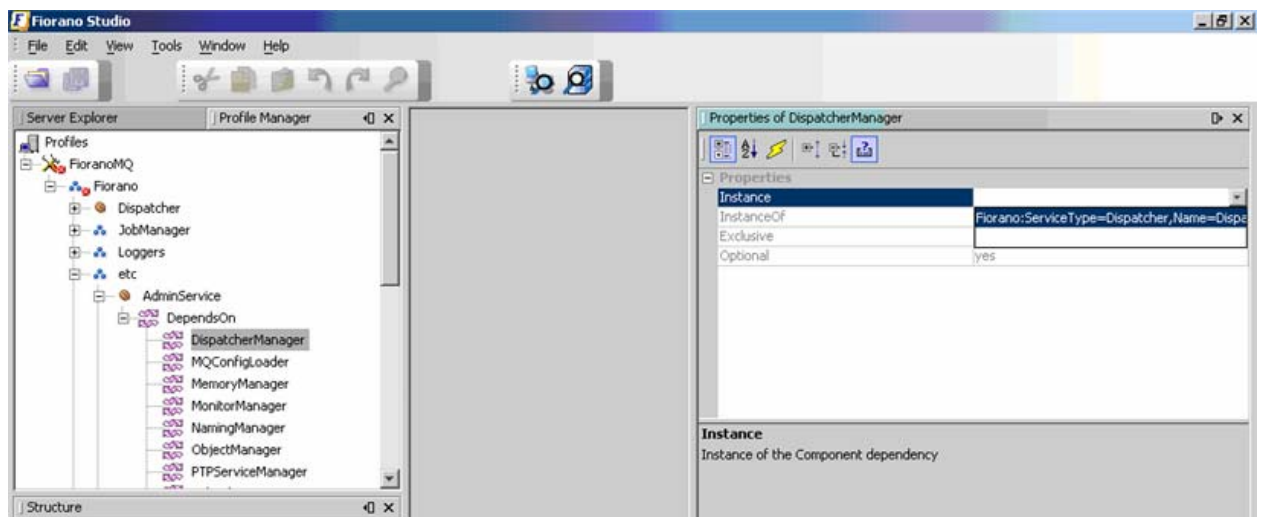 Fiorano Studio
File Edit View Tools Window Help
Server Explorer Profile Manager
Profiles
FioranoMQ
Fiorano
Dispatcher
JobManager
Loggers
etc
AdminService
DependsOn
DispatcherManager
MQConfigLoader
MemoryManager
MonitorManager
NamingManager
ObjectManager
PTPServiceManager
Structure
Properties of DispatcherManager
Properties
Instance
InstanceOf Fiorano:ServiceType=Dispatcher,Name=Dispa
Exclusive
Optional yes
Instance
Instance of the Component dependency